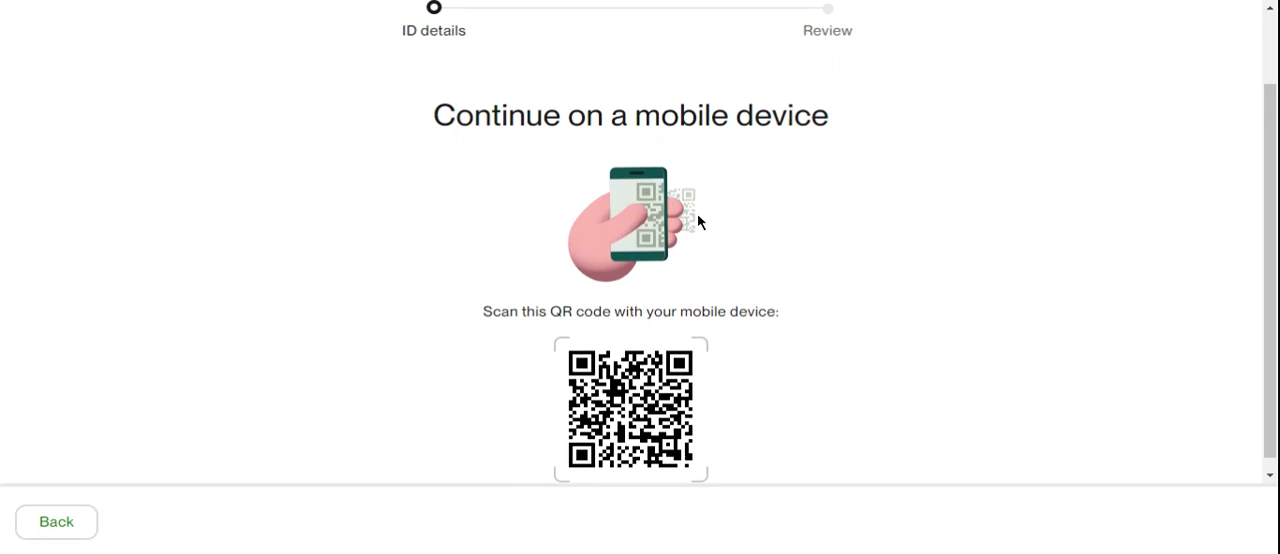 ID details
Review
Continue on a mobile device
Scan this QR code with your mobile device:
Back